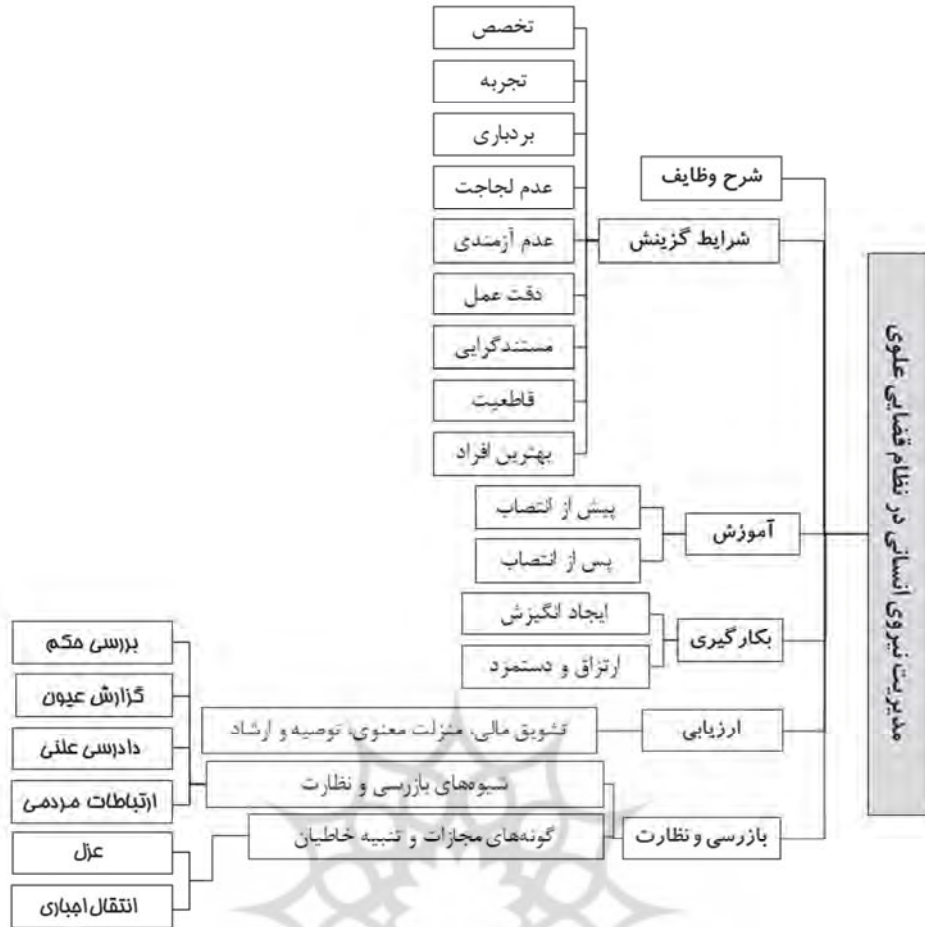 مدیریت نیروی انسانی در نظام قضایی علوی
شرح وظایف
شرایط گزینش
تخصص
تجربه
بردباری
عدم لجاجت
عدم آزمندی
دقت عمل
مستندگرایی
قاطعیت
بهترین افراد
آموزش
پیش از انتصاب
پس از انتصاب
بکارگیری
ایجاد انگیزش
ارتزاق و دستمزد
ارزیابی
تشویق مالی، منزلت معنوی، توصیه و ارشاد
بازرسی و نظارت
شیوه‌های بازرسی و نظارت
بررسی حکم
گزارش عیون
دادرسی علنی
ارتباطات مردمی
گونه‌های مجازات و تنبیه خاطیان
عزل
انتقال اجباری